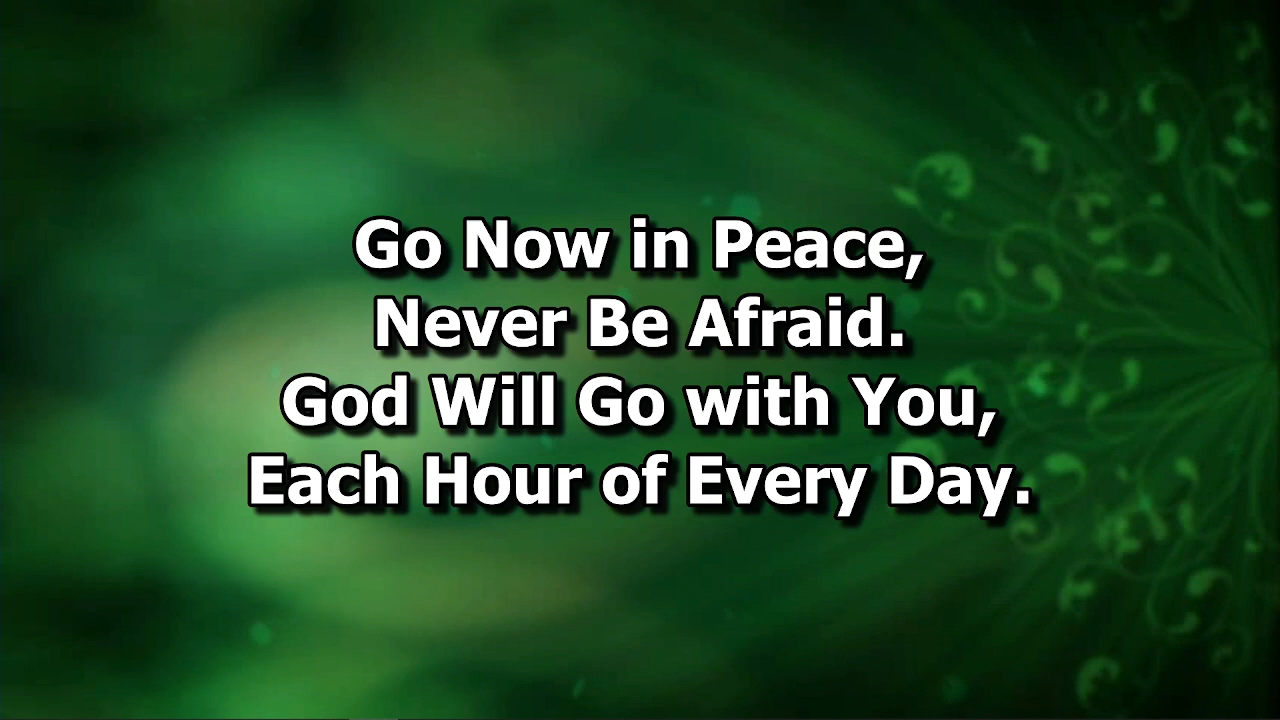 Go Now in Peace,
Never Be Afraid.
God Will Go with You,
Each Hour of Every Day.